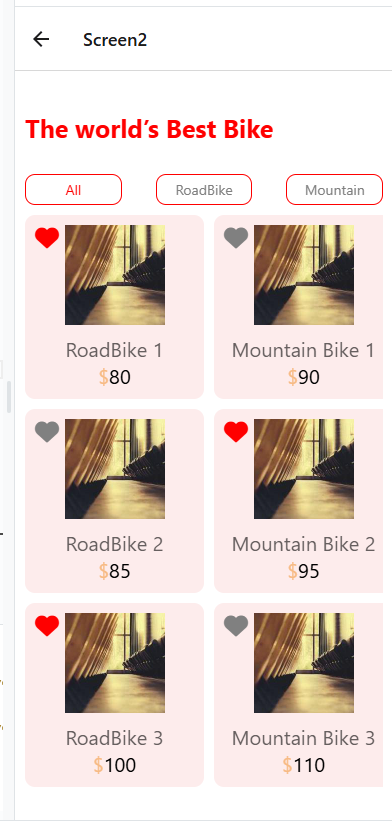 Screen2
The world’s Best Bike
All RoadBike Mountain
RoadBike 1 Mountain Bike 1
$80 $90
RoadBike 2 Mountain Bike 2
$85 $95
RoadBike 3 Mountain Bike 3
$100 $110